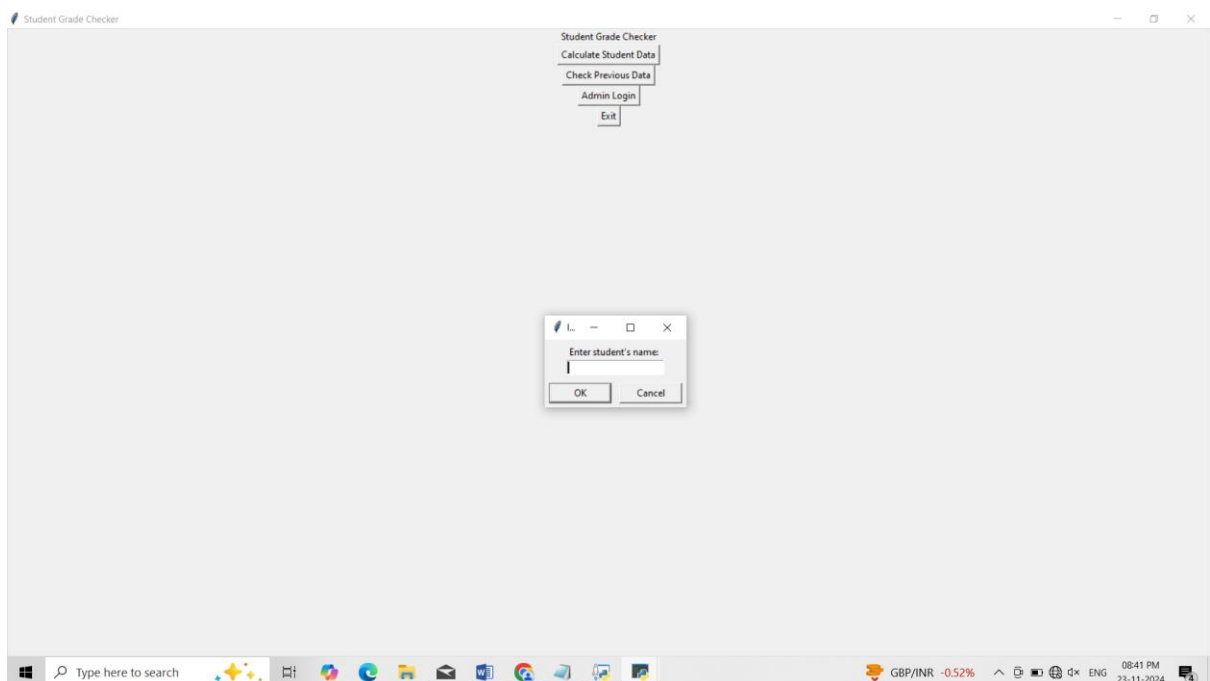 Student Grade Checker
Student Grade Checker
Calculate Student Data
Check Previous Data
Admin Login
Exit
I...
Enter student's name:
OK Cancel
Type here to search
GBP/INR -0.52% ENG 08:41 PM
23-11-2024
4